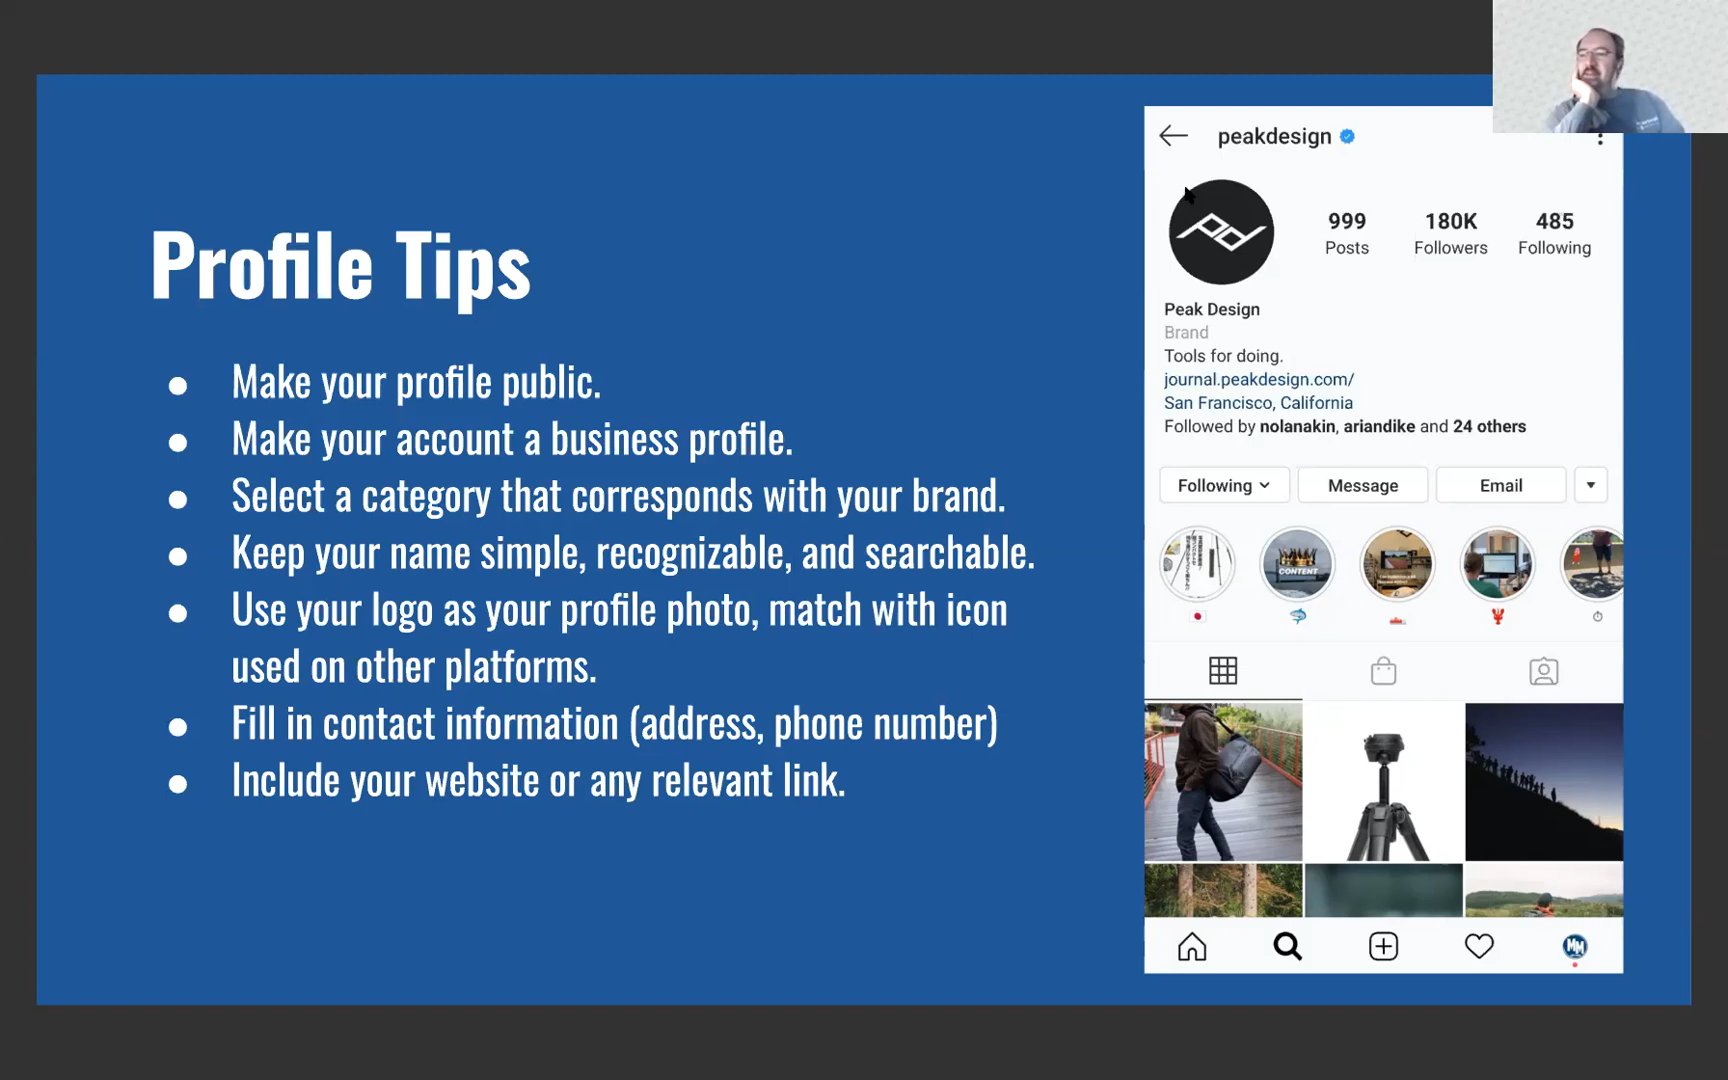 Profile Tips
● Make your profile public.
● Make your account a business profile.
● Select a category that corresponds with your brand.
● Keep your name simple, recognizable, and searchable.
● Use your logo as your profile photo, match with icon
used on other platforms.
● Fill in contact information (address, phone number)
● Include your website or any relevant link.
peakdesign
999 180K 485
Posts Followers Following
Peak Design
Brand
Tools for doing.
journal.peakdesign.com/
San Francisco, California
Followed by nolanakin, ariandike and 24 others
Following Message Email
CONTENT
MM